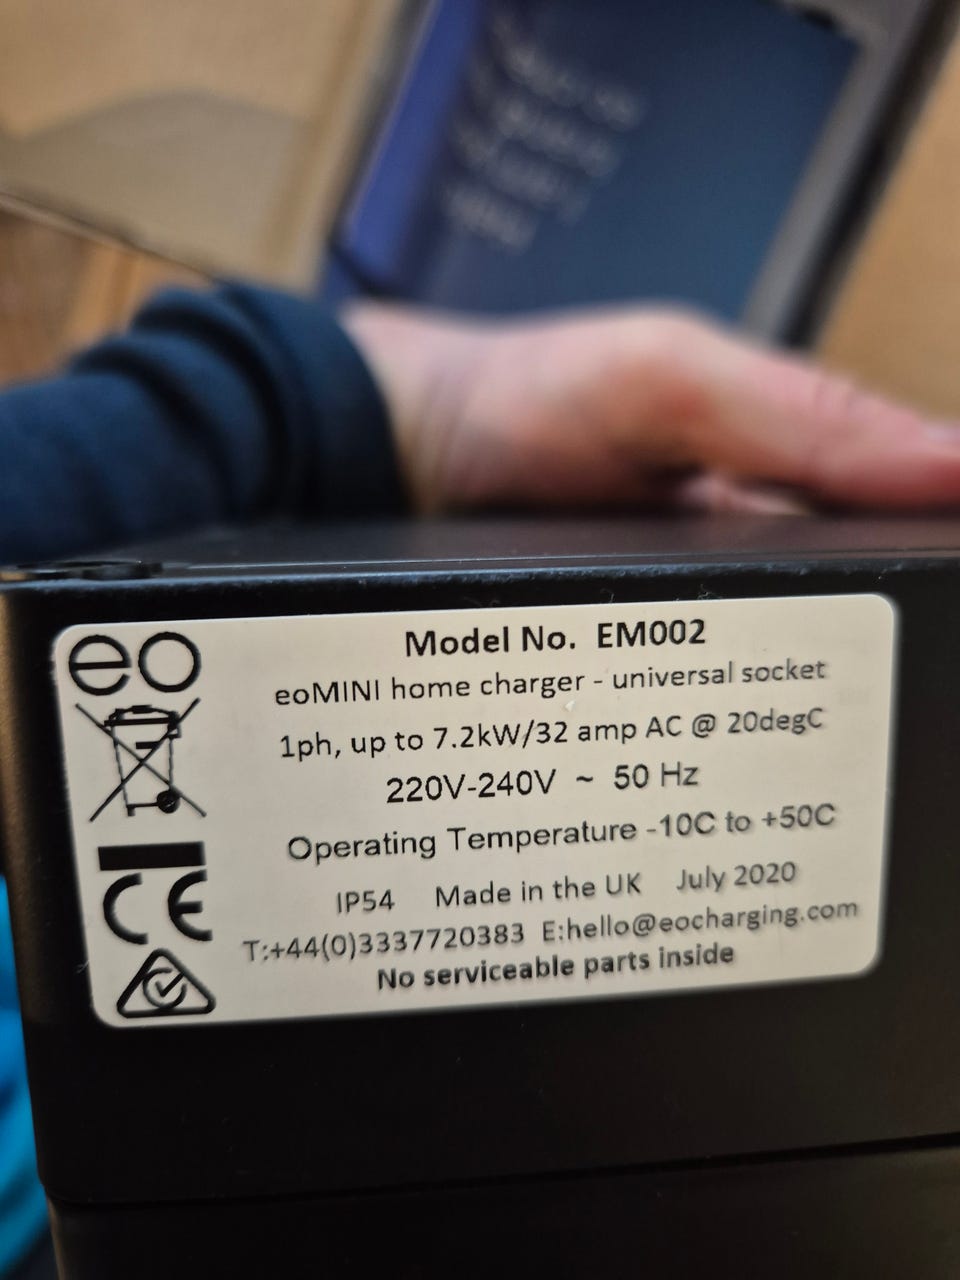 eo
Model No. EM002
eoMINI home charger - universal socket
1ph, up to 7.2kW/32 amp AC @ 20degC
220V-240V ~ 50 Hz
Operating Temperature -10C to +50C
IP54 Made in the UK July 2020
CE
T:+44(0)3337720383 E:hello@eocharging.com
No serviceable parts inside